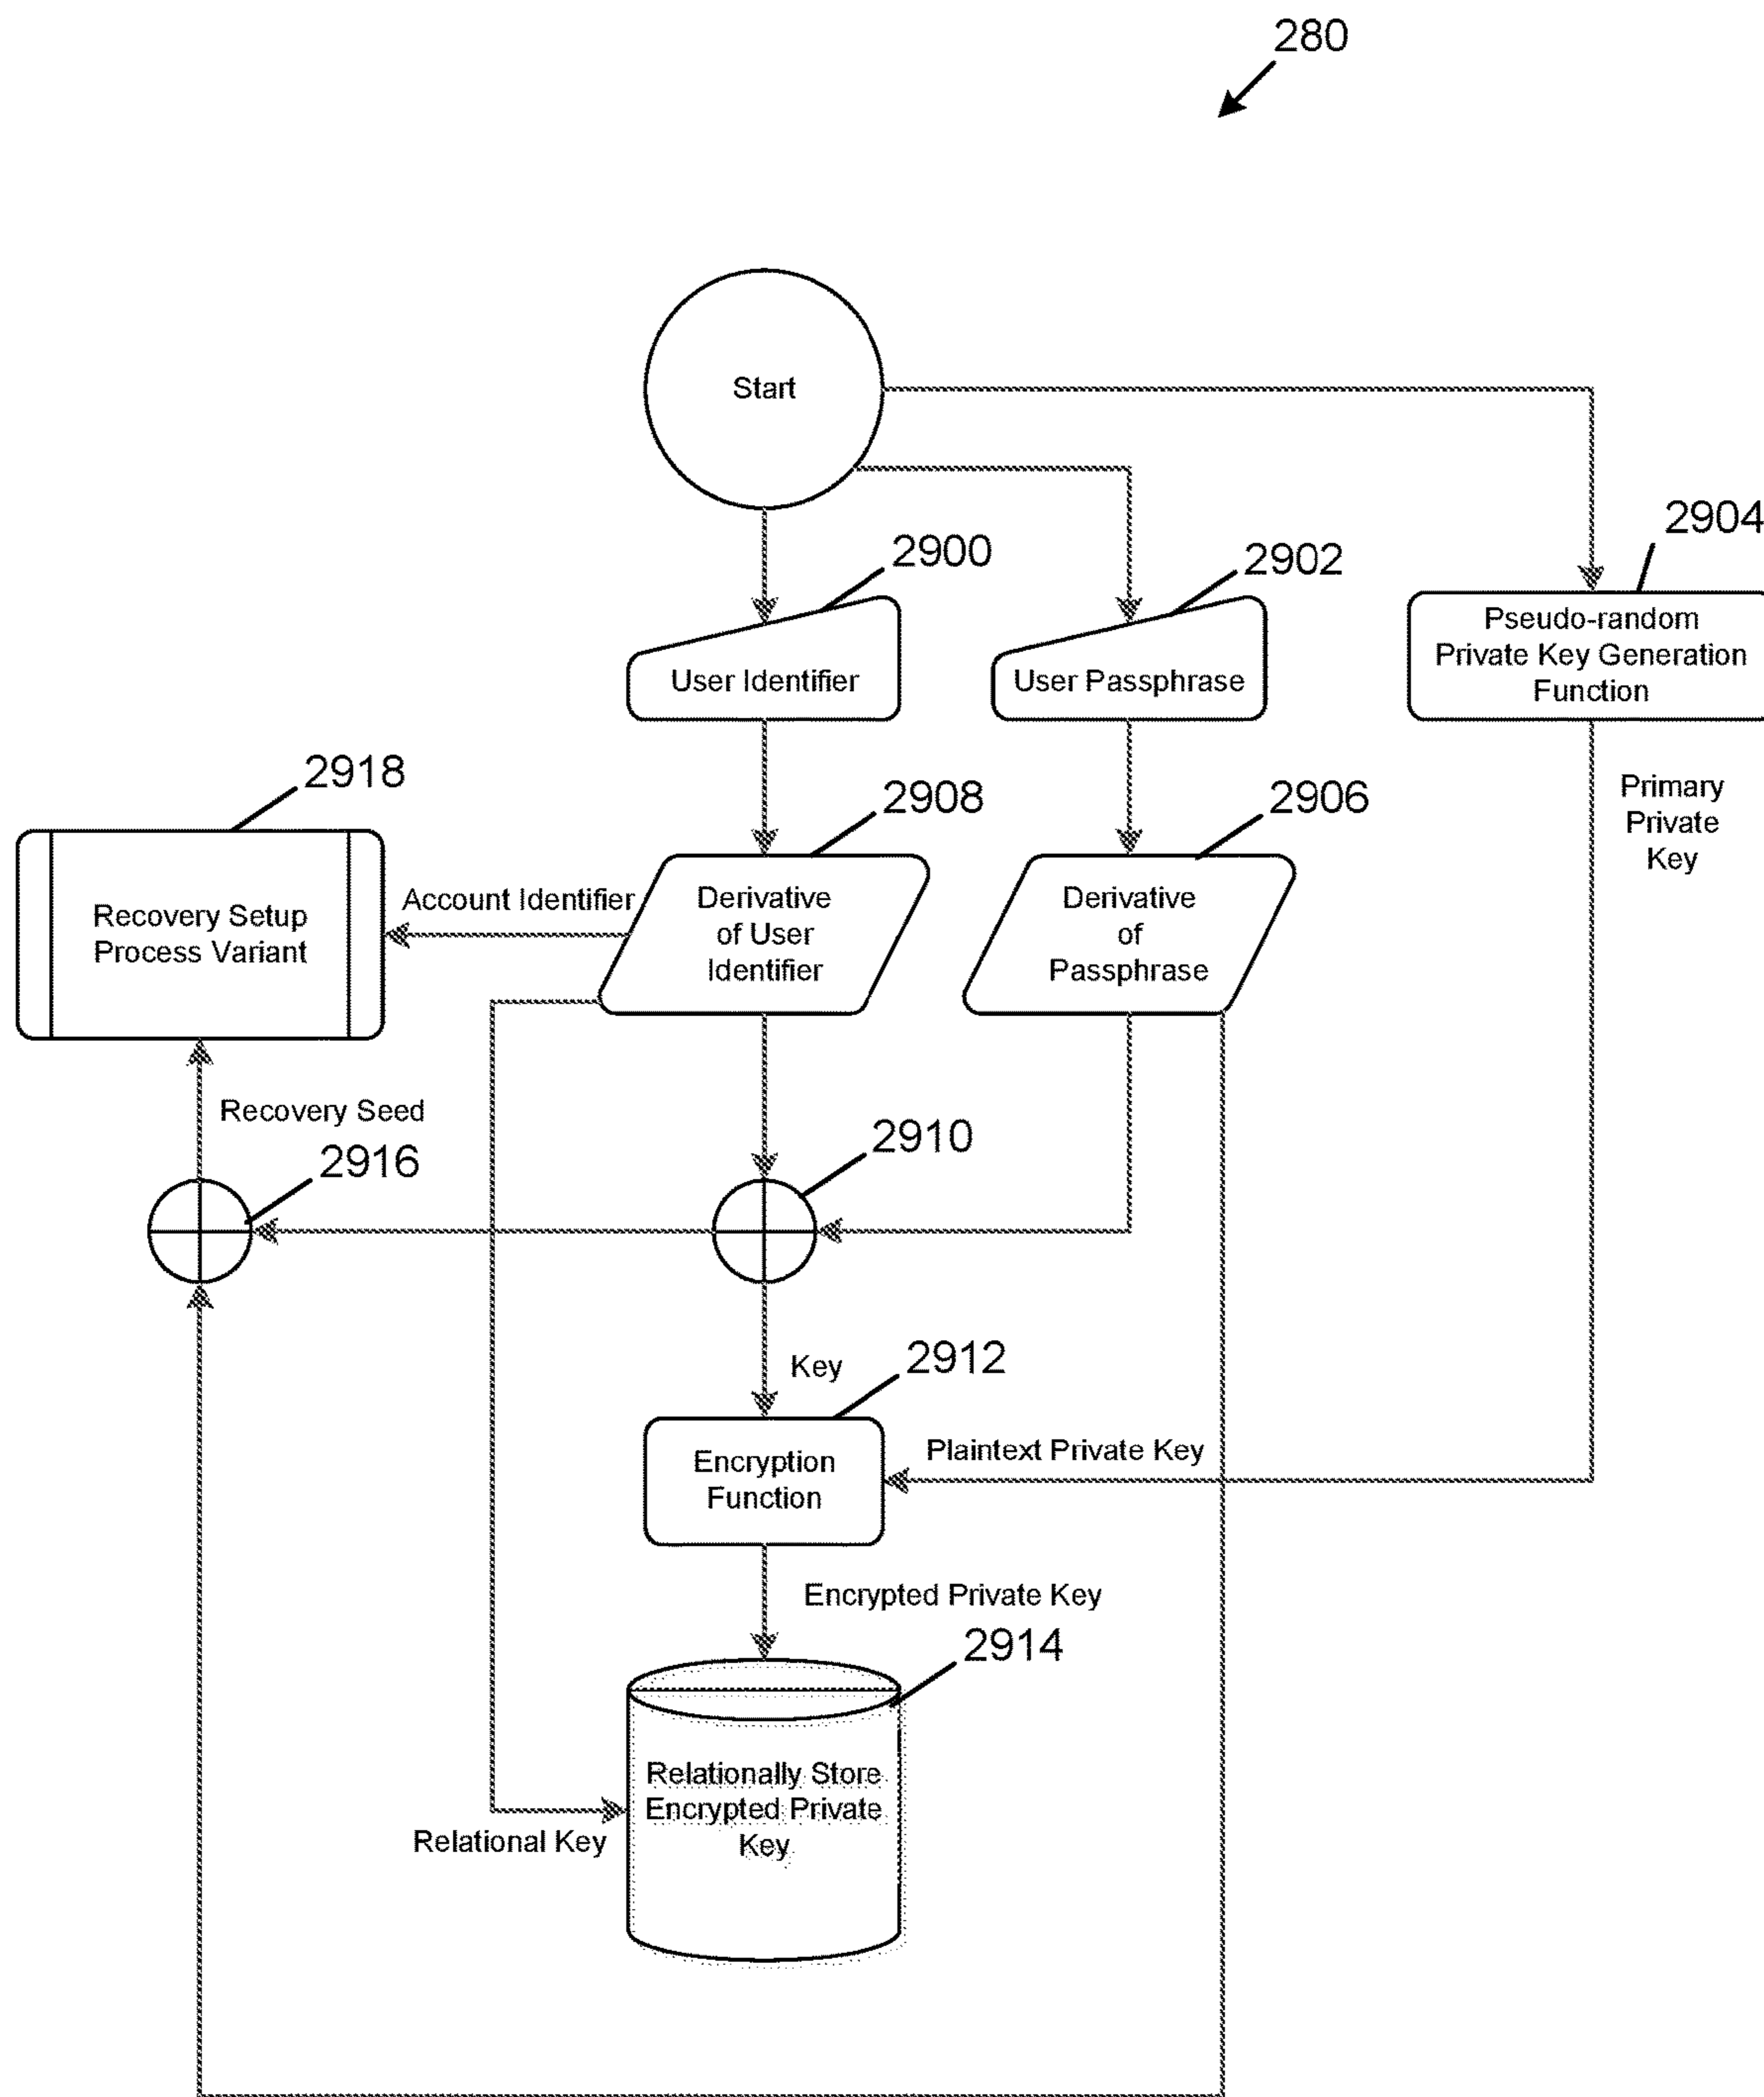 280
Start
2900
2902
2904
User Identifier
User Passphrase
Pseudo-random
Private Key Generation
Function
2918
2908
2906
Primary
Private
Key
Recovery Setup
Process Variant
Account Identifier
Derivative
of User
Identifier
Derivative
of
Passphrase
Recovery Seed
2916
2910
Key
2912
Encryption
Function
Plaintext Private Key
Encrypted Private Key
2914
Relationally Store
Encrypted Private
Key
Relational Key